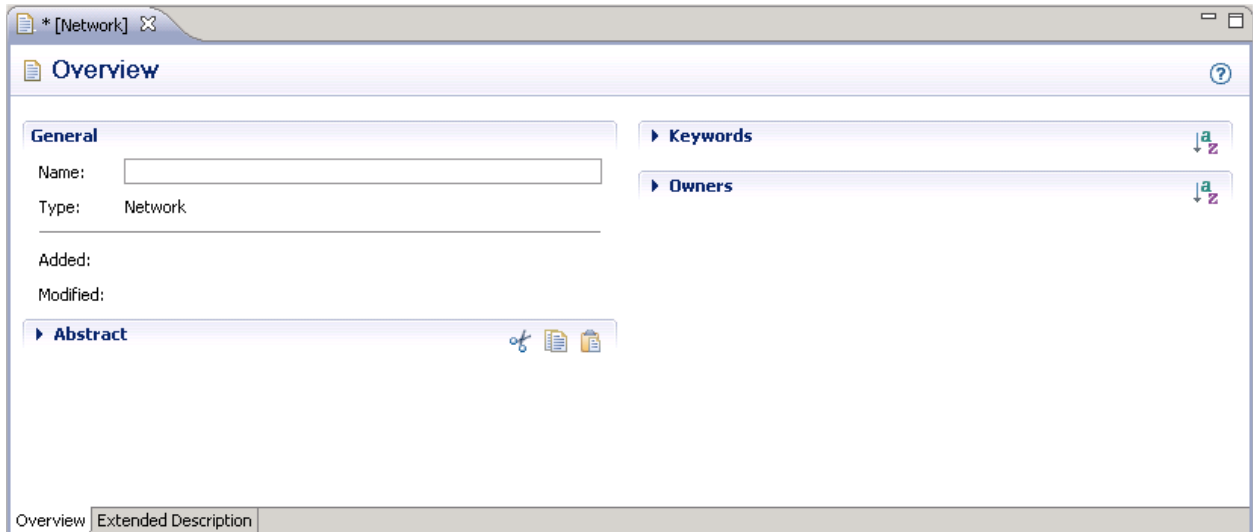 * [Network]
Overview
General
Name:
Type: Network
Added:
Modified:
Abstract
Keywords
a
z
Owners
a
z
Overview Extended Description